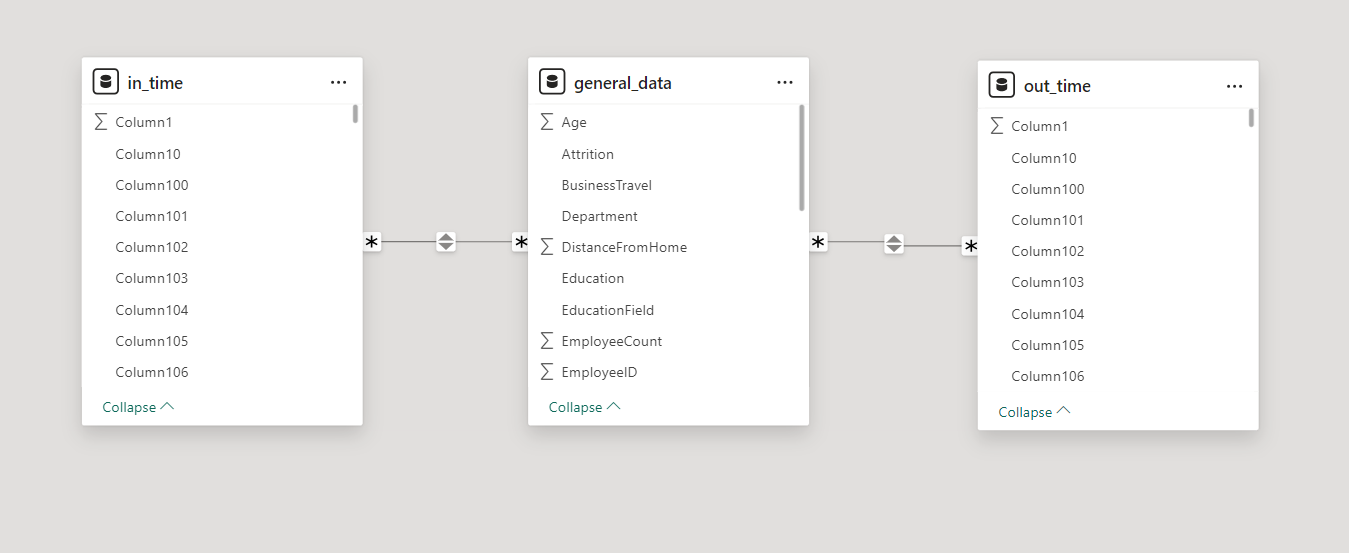 in_time
Column1
Column10
Column100
Column101
Column102
Column103
Column104
Column105
Column106
Collapse
general_data
Age
Attrition
BusinessTravel
Department
DistanceFromHome
Education
EducationField
EmployeeCount
EmployeeID
Collapse
out_time
Column1
Column10
Column100
Column101
Column102
Column103
Column104
Column105
Column106
Collapse